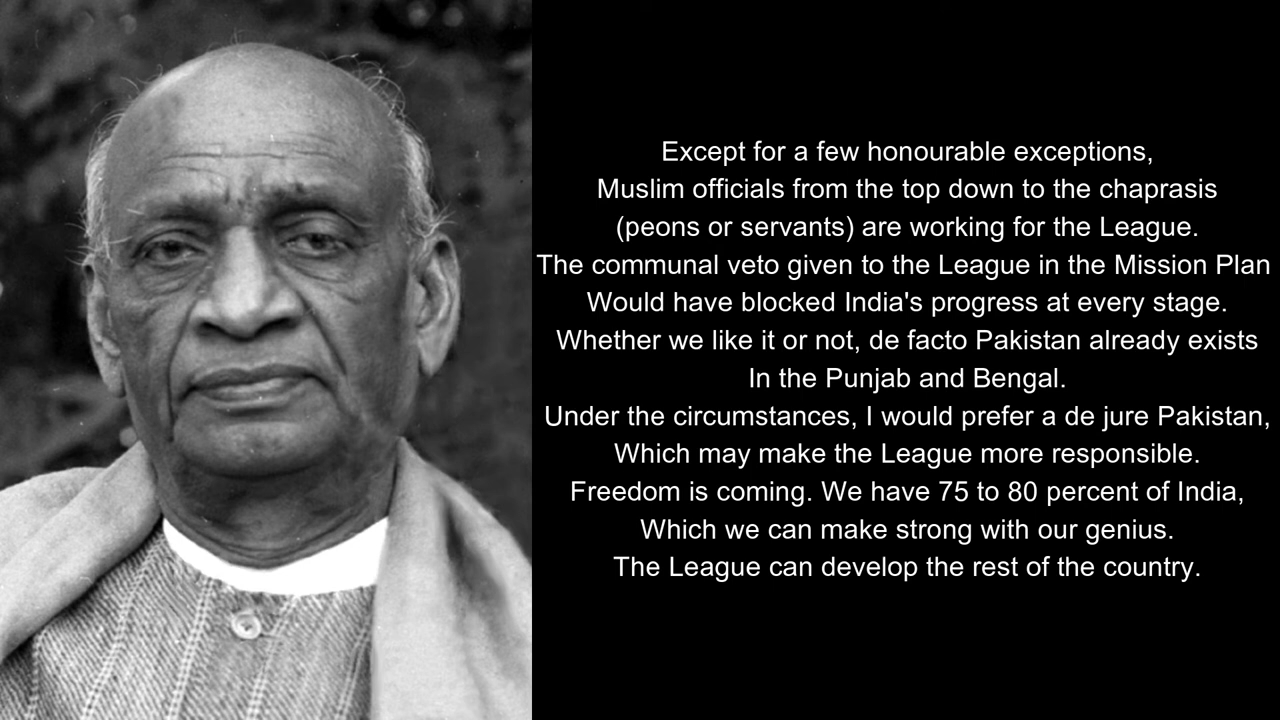 Except for a few honourable exceptions,
Muslim officials from the top down to the chaprasis
(peons or servants) are working for the League.
The communal veto given to the League in the Mission Plan
Would have blocked India's progress at every stage.
Whether we like it or not, de facto Pakistan already exists
In the Punjab and Bengal.
Under the circumstances, I would prefer a de jure Pakistan,
Which may make the League more responsible.
Freedom is coming. We have 75 to 80 percent of India,
Which we can make strong with our genius.
The League can develop the rest of the country.